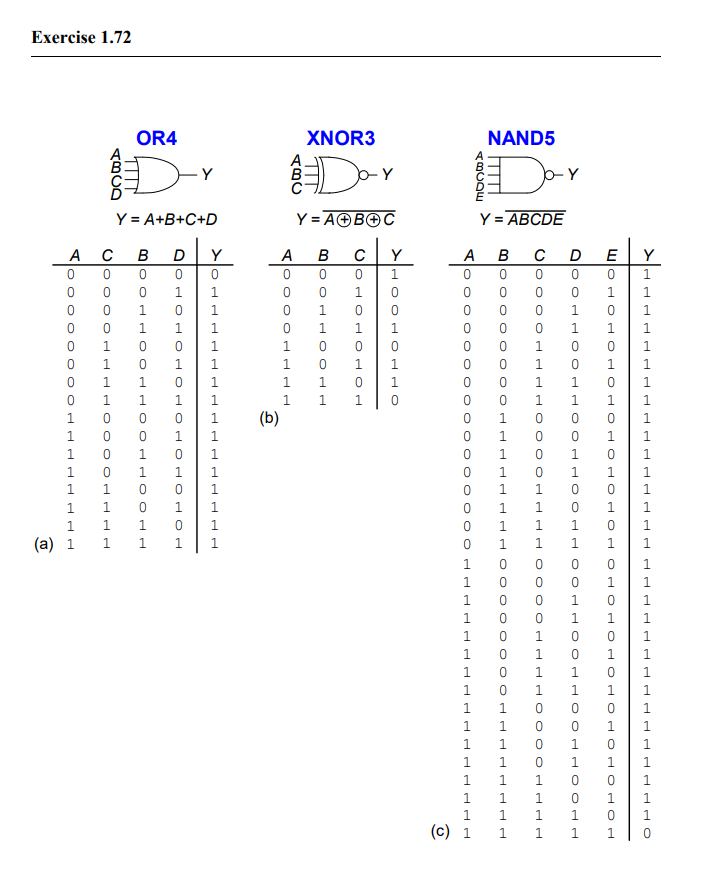 Exercise 1.72
OR4
A
B
C
D
Y
Y = A+B+C+D
A C B D Y
0 0 0 0 0
0 0 0 1 1
0 0 1 0 1
0 0 1 1 1
0 1 0 0 1
0 1 0 1 1
0 1 1 0 1
0 1 1 1 1
1 0 0 0 1
1 0 0 1 1
1 0 1 0 1
1 0 1 1 1
1 1 0 0 1
1 1 0 1 1
1 1 1 0 1
(a) 1 1 1 1 1
XNOR3
A
B
C
Y
Y = A⊕B⊕C
A B C Y
0 0 0 1
0 0 1 0
0 1 0 0
0 1 1 1
1 0 0 0
1 0 1 1
1 1 0 1
1 1 1 0
(b)
NAND5
A
B
C
D
E
Y
Y = ABCDE
A B C D E Y
0 0 0 0 0 1
0 0 0 0 1 1
0 0 0 1 0 1
0 0 0 1 1 1
0 0 1 0 0 1
0 0 1 0 1 1
0 0 1 1 0 1
0 0 1 1 1 1
0 1 0 0 0 1
0 1 0 0 1 1
0 1 0 1 0 1
0 1 0 1 1 1
0 1 1 0 0 1
0 1 1 0 1 1
0 1 1 1 0 1
0 1 1 1 1 1
1 0 0 0 0 1
1 0 0 0 1 1
1 0 0 1 0 1
1 0 0 1 1 1
1 0 1 0 0 1
1 0 1 0 1 1
1 0 1 1 0 1
1 0 1 1 1 1
1 1 0 0 0 1
1 1 0 0 1 1
1 1 0 1 0 1
1 1 0 1 1 1
1 1 1 0 0 1
1 1 1 0 1 1
1 1 1 1 0 1
(c) 1 1 1 1 1 0